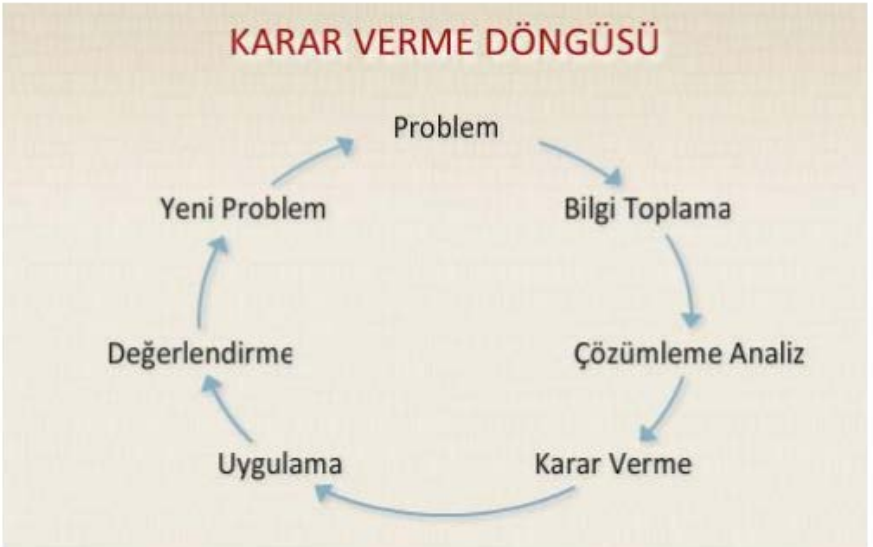 KARAR VERME DÖNGÜSÜ
Problem
Bilgi Toplama
Çözümleme Analiz
Karar Verme
Uygulama
Değerlendirme
Yeni Problem